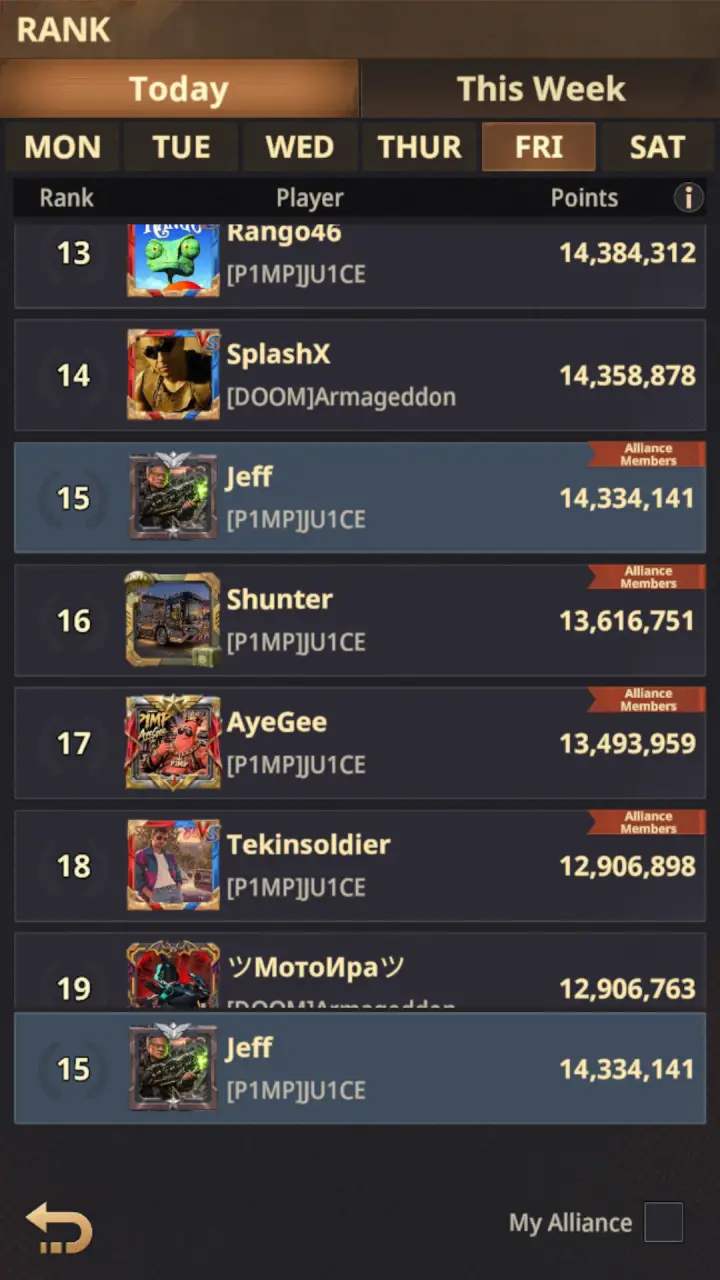 RANK
Today
This Week
MON TUE WED THUR FRI SAT
Rank Player Points i
13
Rango46
[P1MP]JU1CE
14,384,312
14
SplashX
[DOOM]Armageddon
14,358,878
Alliance
Members
15
Jeff
[P1MP]JU1CE
14,334,141
Alliance
Members
16
Shunter
[P1MP]JU1CE
13,616,751
Alliance
Members
17
AyeGee
[P1MP]JU1CE
13,493,959
Alliance
Members
18
Tekinsoldier
[P1MP]JU1CE
12,906,898
19
ツМотоИраツ
[DOOM]Armageddon
12,906,763
15
Jeff
[P1MP]JU1CE
14,334,141
My Alliance